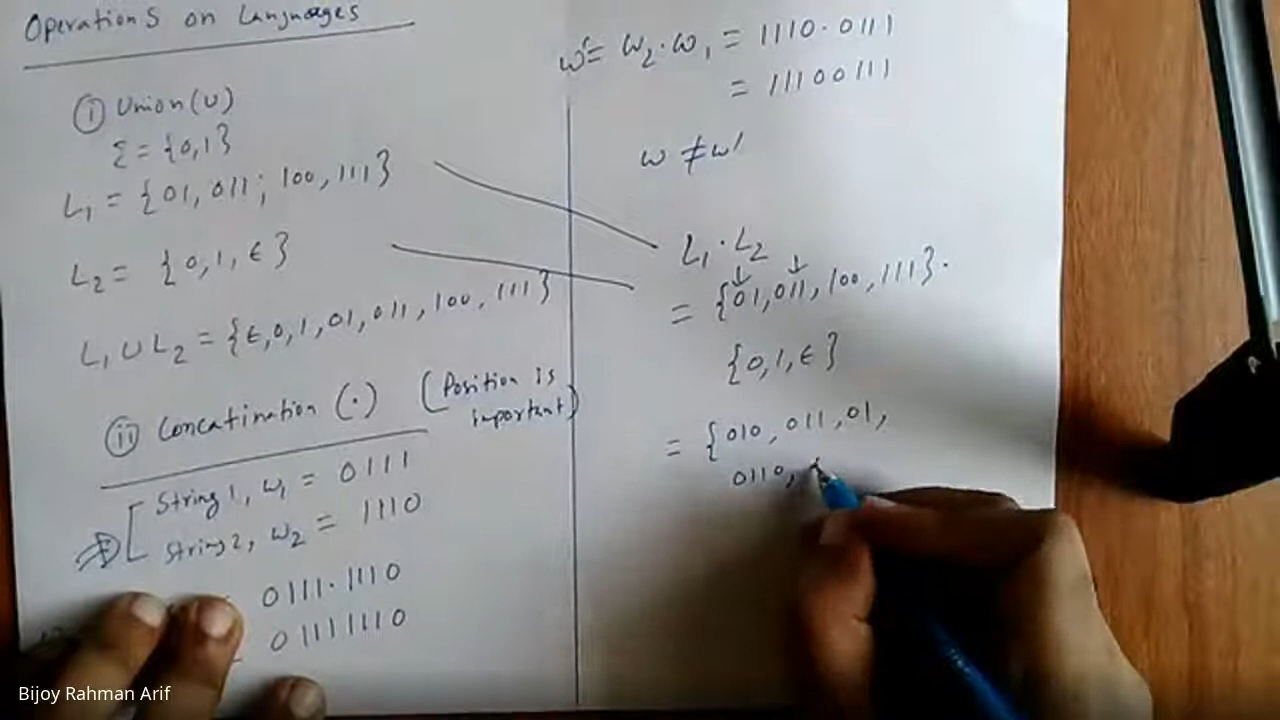 Operations on Languages
① Union (∪)
Σ = {0,1}
L₁ = {01, 011, 100, 111}
L₂ = {0, 1, ϵ}
L₁ ∪ L₂ = {ϵ, 0, 1, 01, 011, 100, 111}
ⅱ Concatination (·) (Position is
important)
String 1, w₁ = 0111
String 2, w₂ = 1110
0111·1110
01111110
w' = w₂·w₁ = 1110·0111
= 11100111
w ≠ w'
L₁·L₂
= {01, 011, 100, 111}.
{0, 1, ϵ}
= {010, 011, 01,
0110,
Bijoy Rahman Arif